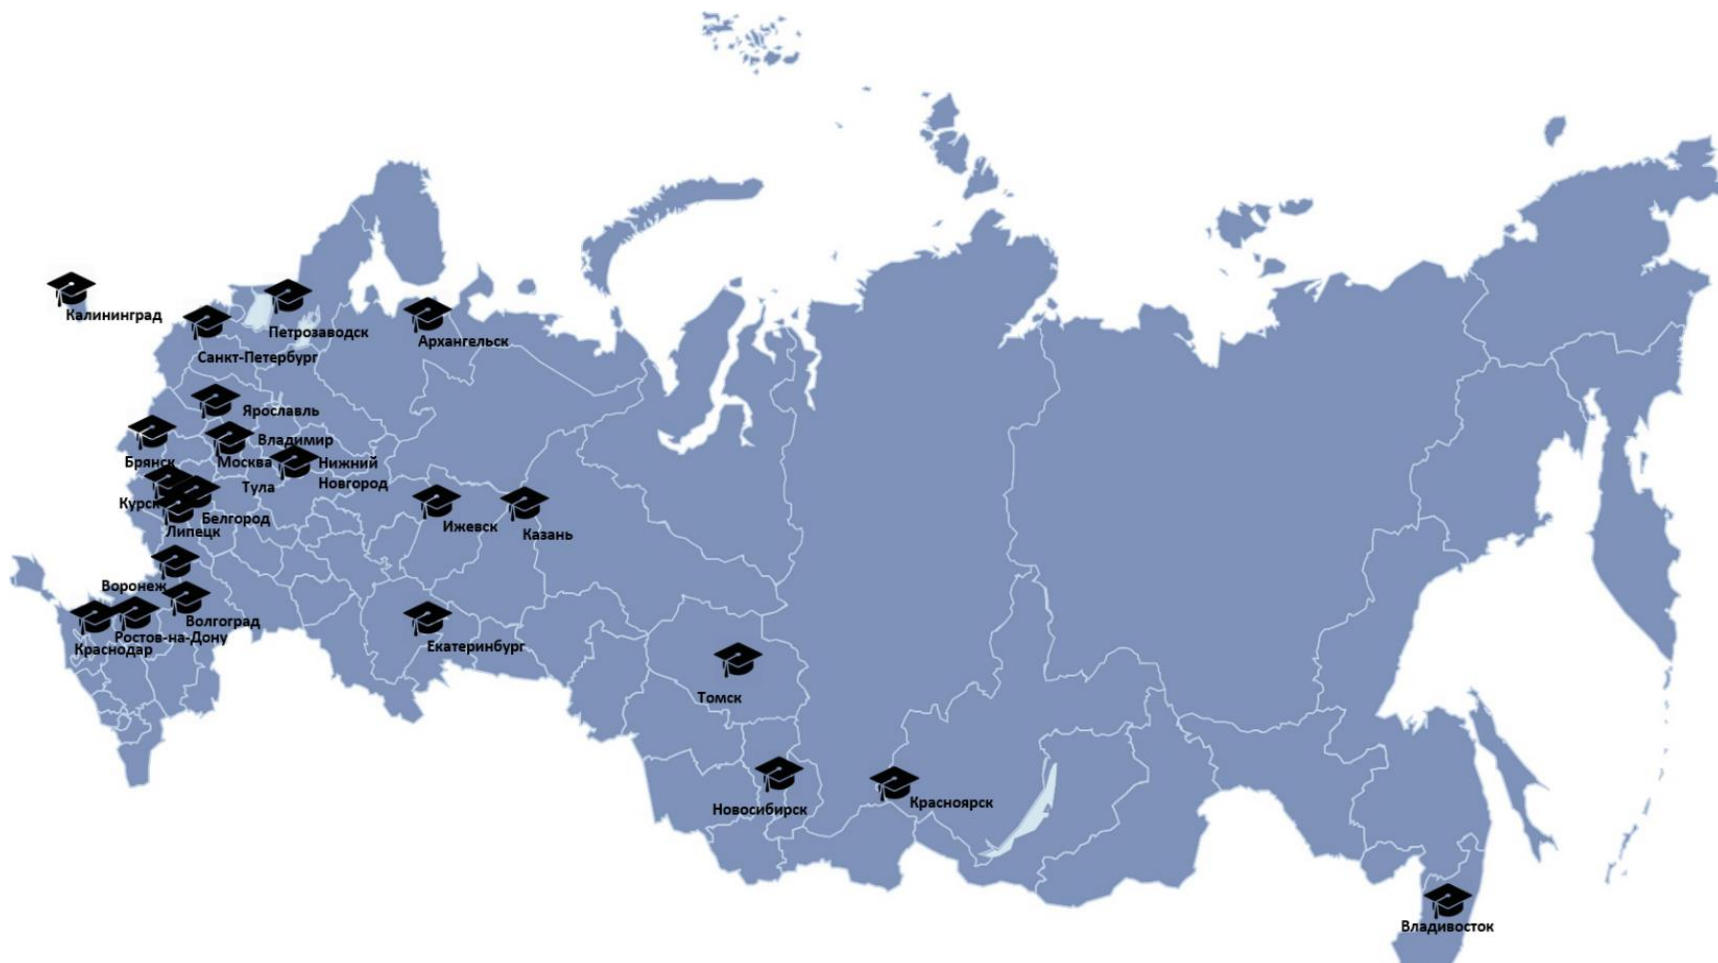 Калининград
Петрозаводск
Архангельск
Санкт-Петербург
Ярославль
Владимир
Брянск
Москва
Нижний
Новгород
Тула
Курск
Белгород
Липецк
Ижевск
Казань
Воронеж
Волгоград
Ростов-на-Дону
Краснодар
Екатеринбург
Томск
Новосибирск
Красноярск
Владивосток